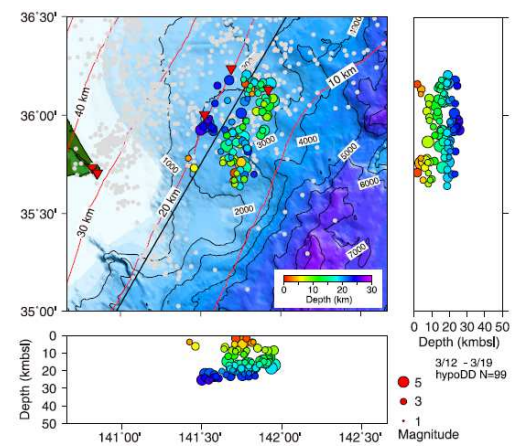 36°30'
36°00'
35°30'
35°00'
40 km
30 km
20 km
10 km
1000
2000
3000
4000
5000
6000
7000
1000
0 10 20 30
Depth (km)
0 10 20 30 40 50
Depth (km)
3/12 - 3/19
hypoDD N=99
5
3
1
Magnitude
Depth (kmbsl)
0
10
20
30
40
50
141°00'
141°30'
142°00'
142°30'